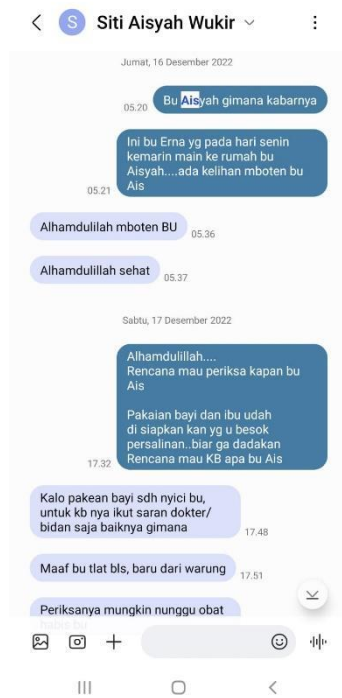 S Siti Aisyah Wukir
Jumat, 16 Desember 2022
Bu Aisyah gimana kabarnya
05.20
Ini bu Erna yg pada hari senin
kemarin main ke rumah bu
Aisyah....ada kelihan mboten bu
Ais
05.21
Alhamdulilah mboten BU
05.36
Alhamdulillah sehat
05.37
Sabtu, 17 Desember 2022
Alhamdulillah....
Rencana mau periksa kapan bu
Ais
Pakaian bayi dan ibu udah
di siapkan kan yg u besok
persalinan..biar ga dadakan
Rencana mau KB apa bu Ais
17.32
Kalo pakean bayi sdh nyici bu,
untuk kb nya ikut saran dokter/
bidan saja baiknya gimana
17.48
Maaf bu tlat bls, baru dari warung
17.51
Periksanya mungkin nunggu obat
habis bu